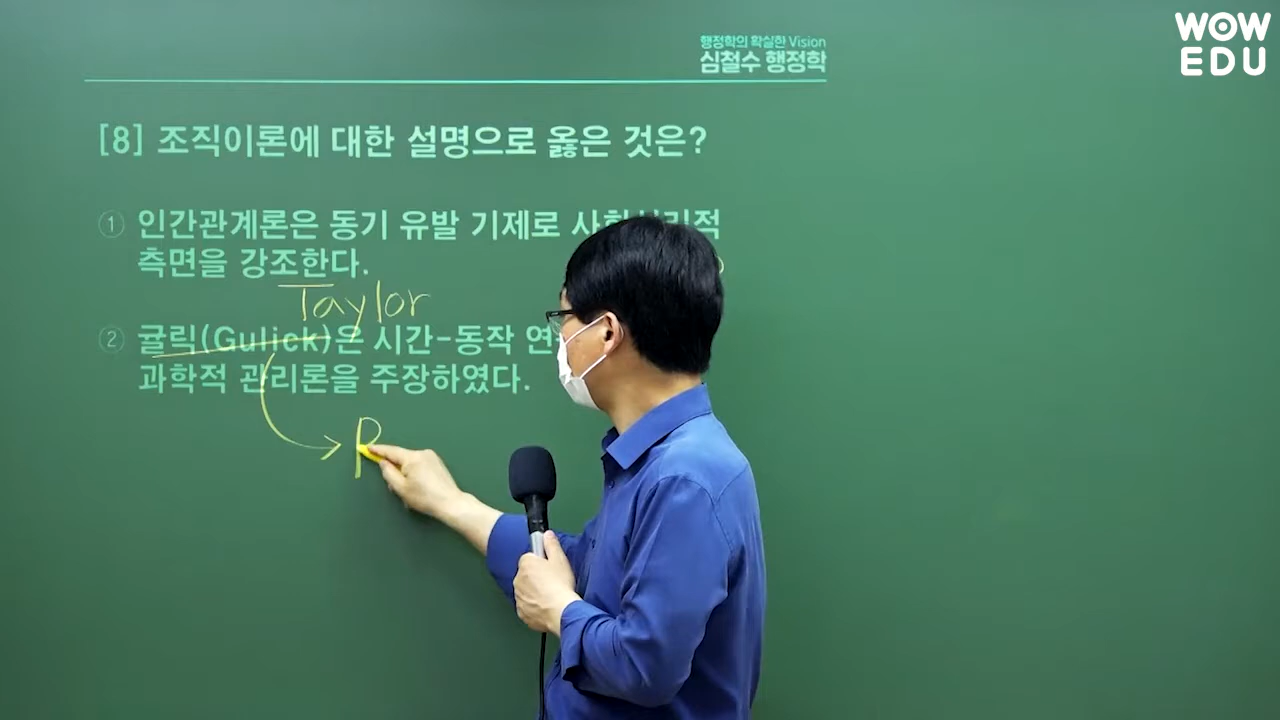 WOW
EDU
행정학의 확실한 Vision
심철수 행정학
[8] 조직이론에 대한 설명으로 옳은 것은?
① 인간관계론은 동기 유발 기제로
측면을 강조한다.
Taylor
② 귤릭(Gulick)은 시간-동작
과학적 관리론을 주장하였다.
P